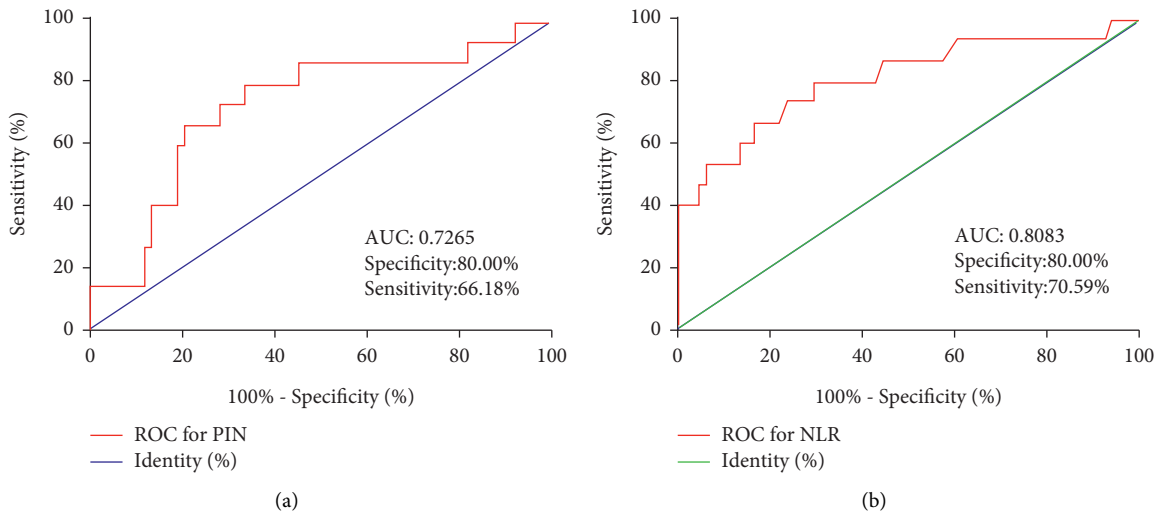 100
80
60
40
20
0
Sensitivity (%)
AUC: 0.7265
Specificity:80.00%
Sensitivity:66.18%
0 20 40 60 80 100
100% - Specificity (%)
ROC for PIN
Identity (%)
(a)
100
80
60
40
20
0
Sensitivity (%)
AUC: 0.8083
Specificity:80.00%
Sensitivity:70.59%
0 20 40 60 80 100
100% - Specificity (%)
ROC for NLR
Identity (%)
(b)